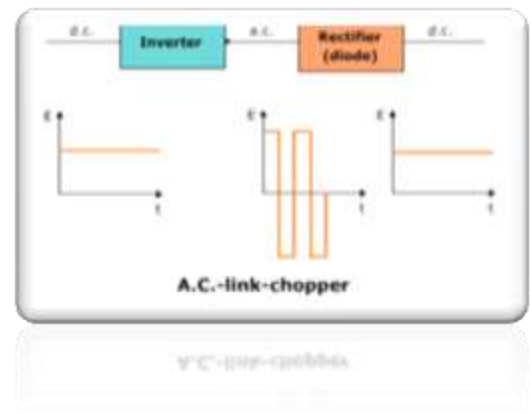 d.c.
Inverter
a.c.
Rectifier
(diode)
d.c.
E
t
E
t
E
t
A.C.-link-chopper